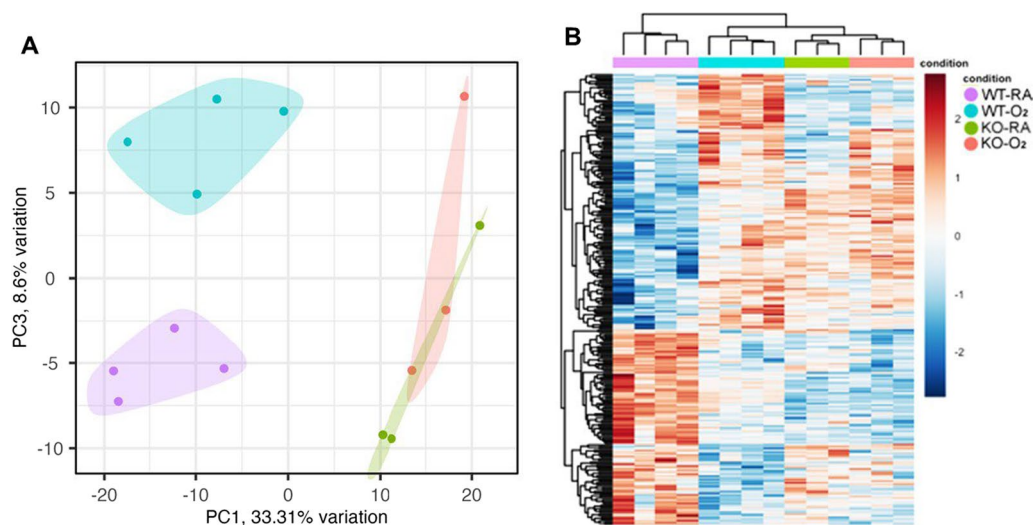 A
10
5
0
-5
-10
PC3, 8.6% variation
-20
-10
0
10
20
PC1, 33.31% variation
B
condition
2
1
0
-1
-2
condition
WT-RA
WT-O₂
KO-RA
KO-O₂